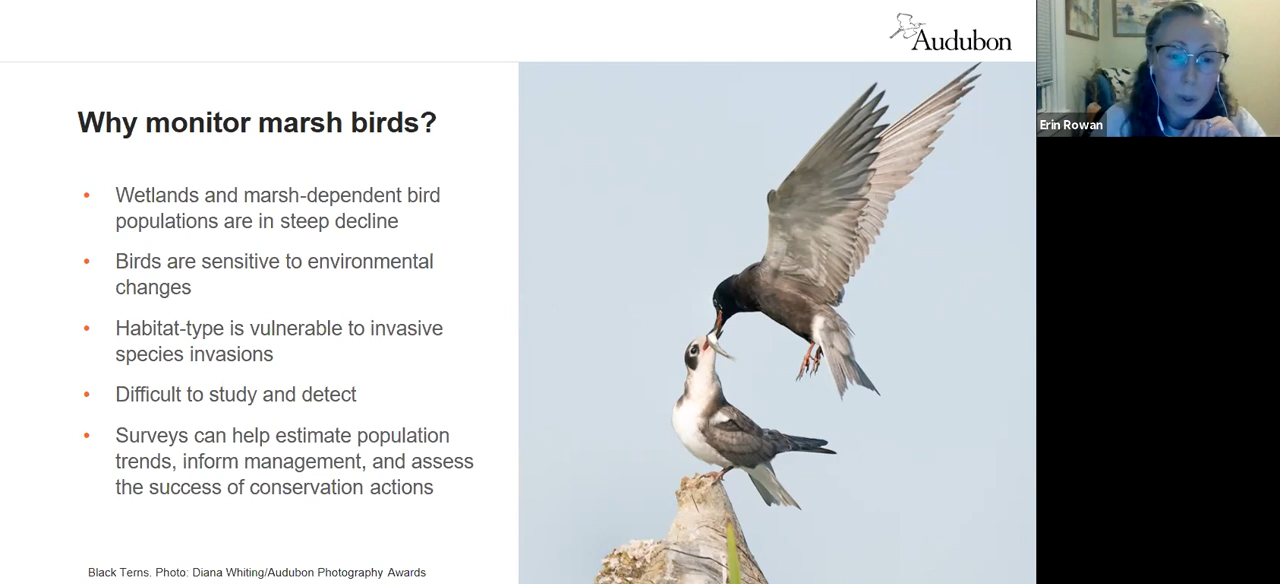 Audubon
Erin Rowan
Why monitor marsh birds?
• Wetlands and marsh-dependent bird
populations are in steep decline
• Birds are sensitive to environmental
changes
• Habitat-type is vulnerable to invasive
species invasions
• Difficult to study and detect
• Surveys can help estimate population
trends, inform management, and assess
the success of conservation actions
Black Terns. Photo: Diana Whiting/Audubon Photography Awards